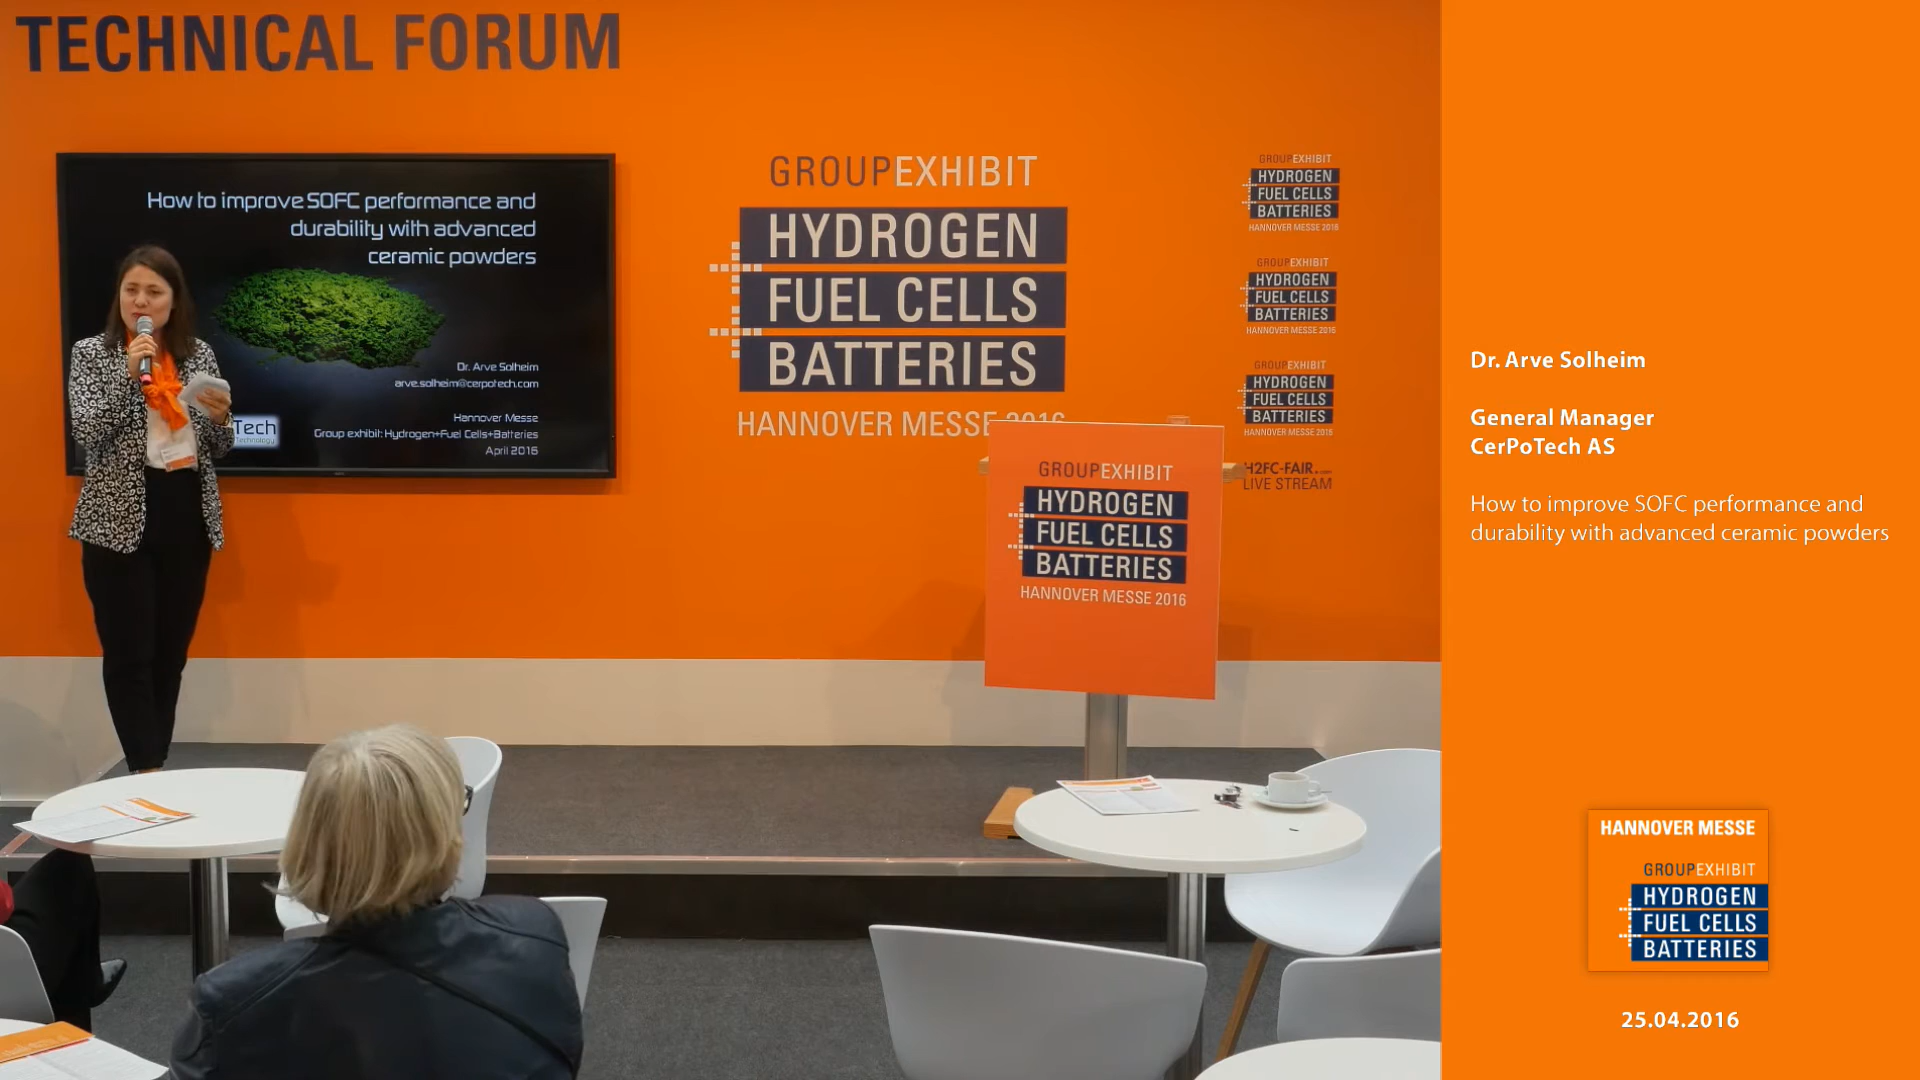 TECHNICAL FORUM
How to improve SOFC performance and
durability with advanced
ceramic powders
Dr. Arve Solheim
arve.solheim@cerpotech.com
Hannover Messe
Group exhibit: Hydrogen+Fuel Cells+Batteries
April 2016
Tech
Technology
GROUPEXHIBIT
HYDROGEN
FUEL CELLS
BATTERIES
HANNOVER MESSE 2016
GROUPEXHIBIT
HYDROGEN
FUEL CELLS
BATTERIES
HANNOVER MESSE 2016
GROUPEXHIBIT
HYDROGEN
FUEL CELLS
BATTERIES
HANNOVER MESSE 2016
GROUPEXHIBIT
HYDROGEN
FUEL CELLS
BATTERIES
HANNOVER MESSE 2016
H2FC-FAIR.com
LIVE STREAM
GROUPEXHIBIT
HYDROGEN
FUEL CELLS
BATTERIES
HANNOVER MESSE 2016
Dr. Arve Solheim
General Manager
CerPoTech AS
How to improve SOFC performance and
durability with advanced ceramic powders
HANNOVER MESSE
GROUPEXHIBIT
HYDROGEN
FUEL CELLS
BATTERIES
25.04.2016